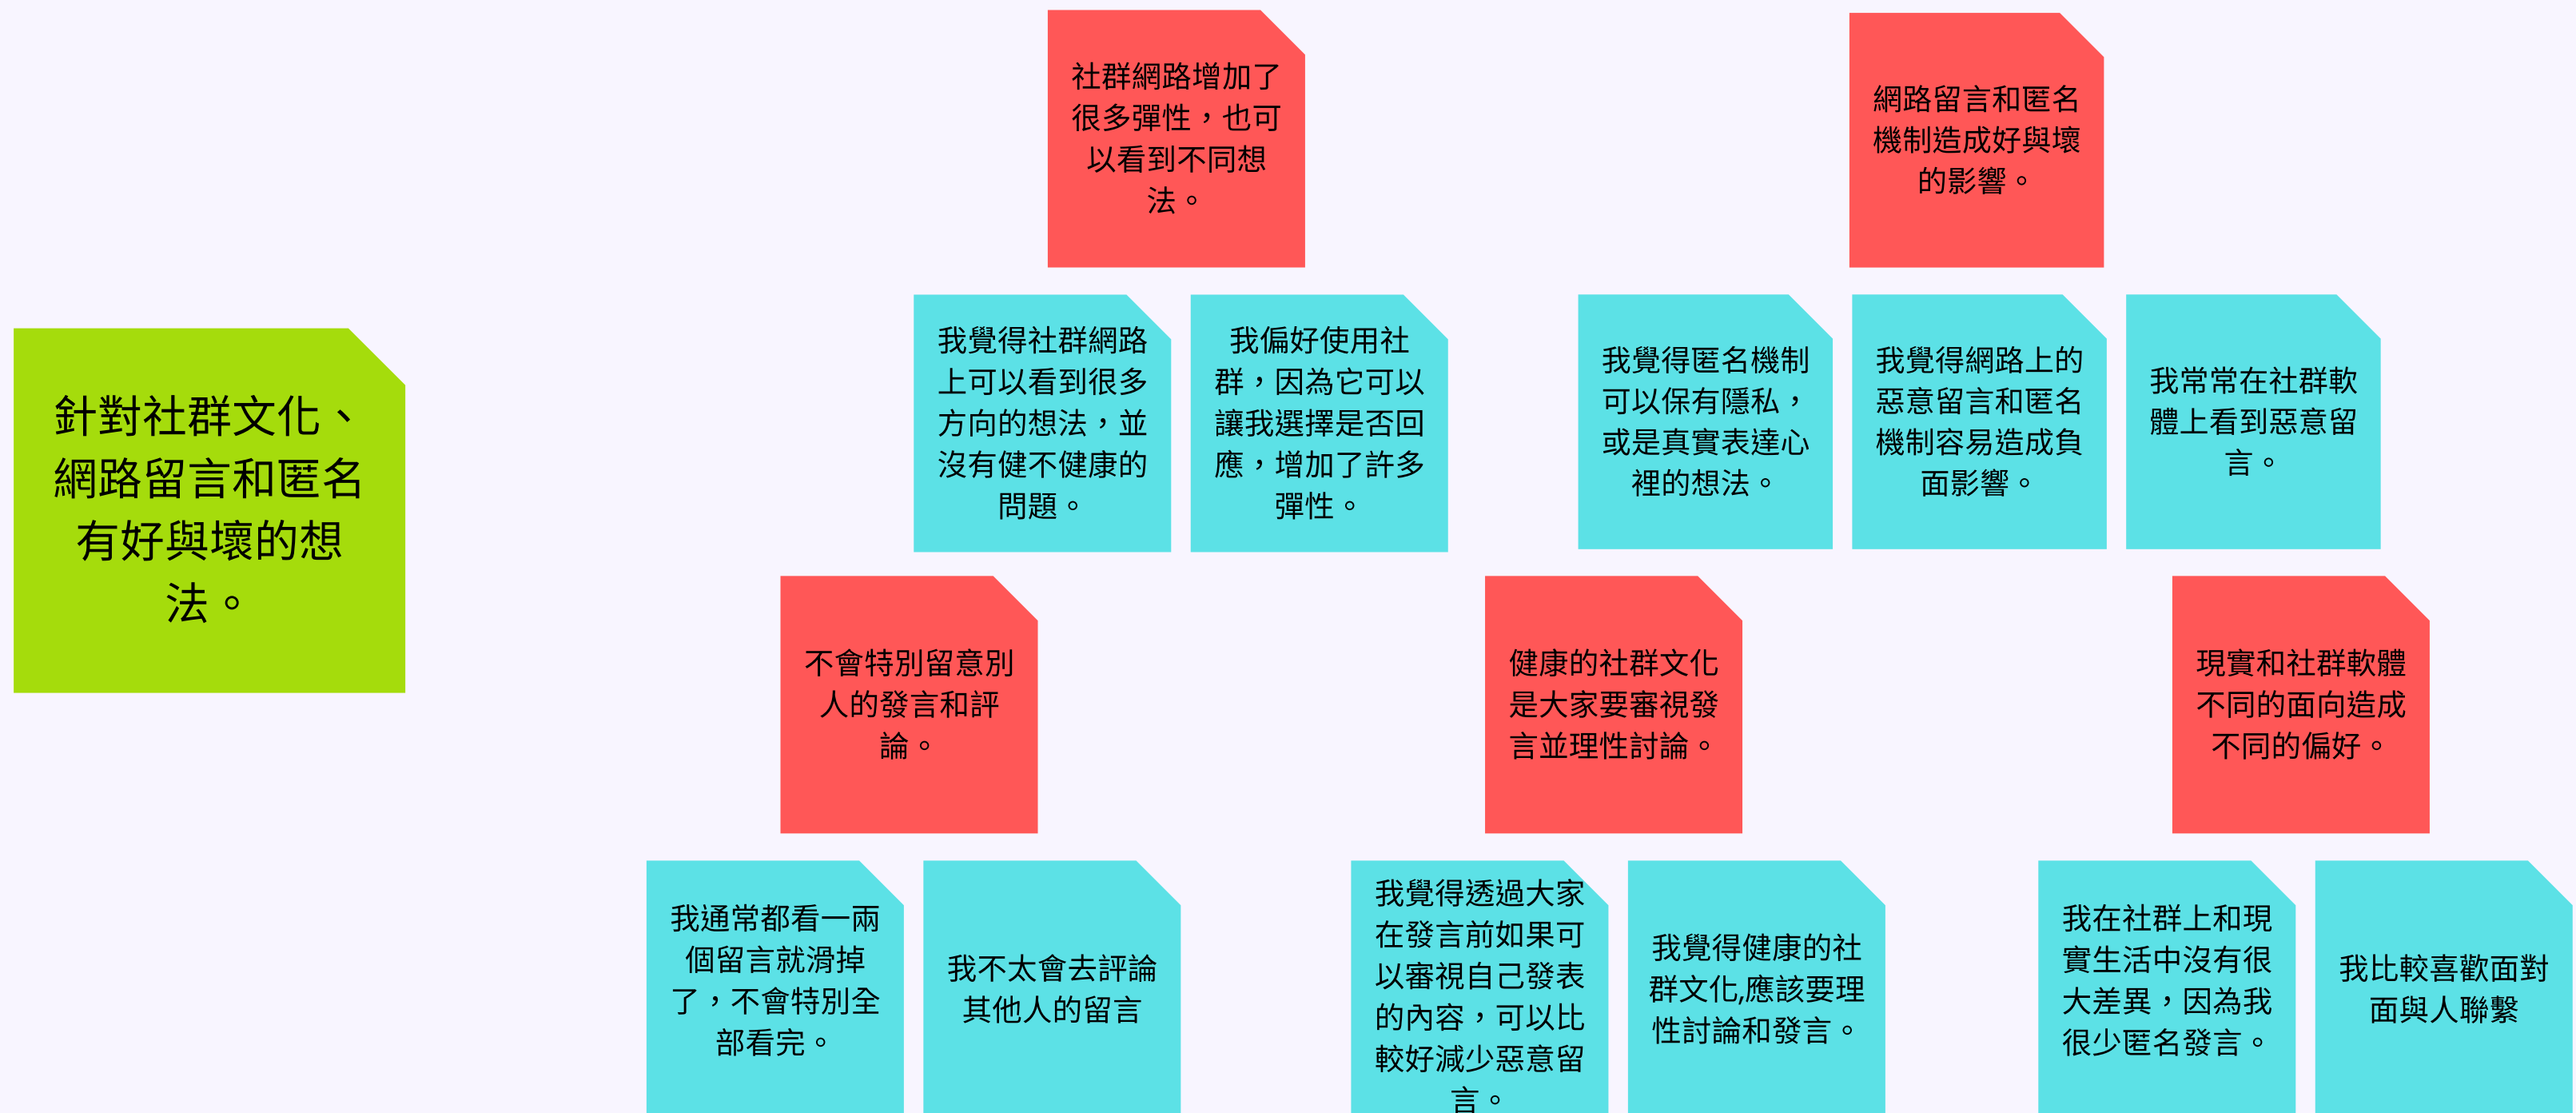 針對社群文化、
網路留言和匿名
有好與壞的想
法。
社群網路增加了
很多彈性，也可
以看到不同想
法。
我覺得社群網路
上可以看到很多
方向的想法，並
沒有健不健康的
問題。
我偏好使用社
群，因為它可以
讓我選擇是否回
應，增加了許多
彈性。
網路留言和匿名
機制造成好與壞
的影響。
我覺得匿名機制
可以保有隱私，
或是真實表達心
裡的想法。
我覺得網路上的
惡意留言和匿名
機制容易造成負
面影響。
我常常在社群軟
體上看到惡意留
言。
不會特別留意別
人的發言和評
論。
我通常都看一兩
個留言就滑掉
了，不會特別全
部看完。
我不太會去評論
其他人的留言
健康的社群文化
是大家要審視發
言並理性討論。
我覺得透過大家
在發言前如果可
以審視自己發表
的內容，可以比
較好減少惡意留
言。
我覺得健康的社
群文化,應該要理
性討論和發言。
現實和社群軟體
不同的面向造成
不同的偏好。
我在社群上和現
實生活中沒有很
大差異，因為我
很少匿名發言。
我比較喜歡面對
面與人聯繫